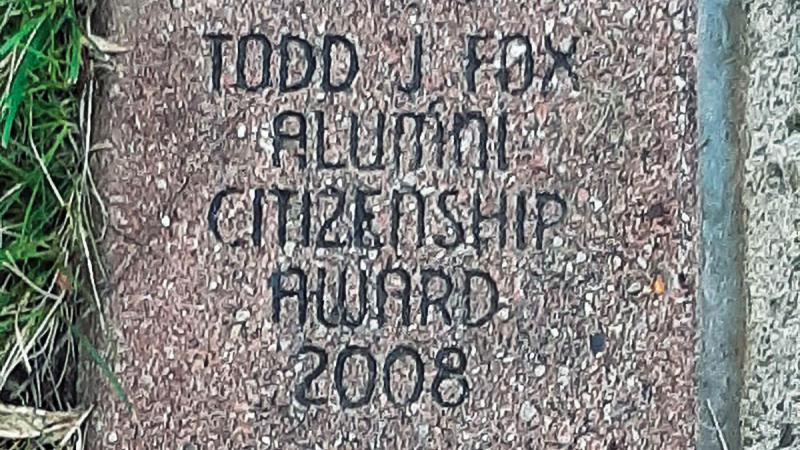 TODD J FOX
ALUMNI
CITIZENSHIP
AWARD
2008